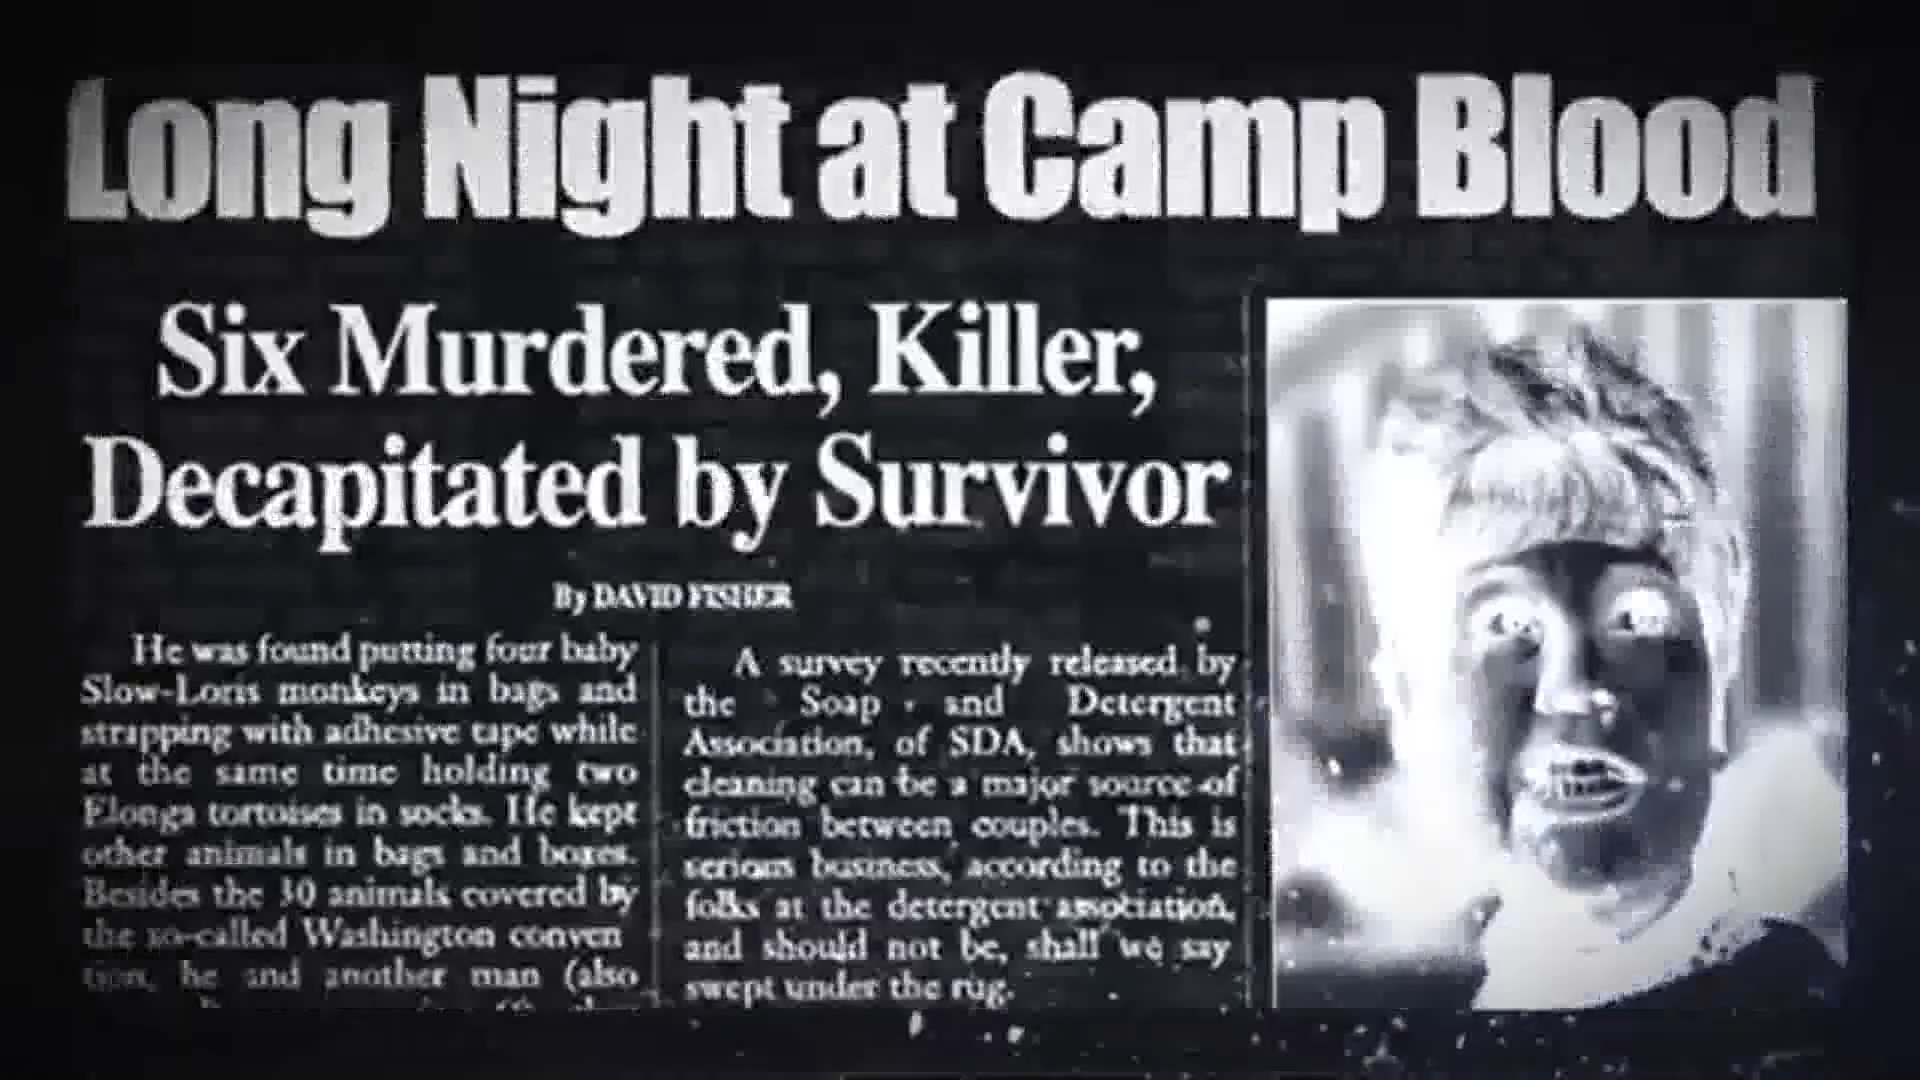 Long Night at Camp Blood
Six Murdered, Killer,
Decapitated by Survivor
By DAVID FISHER
He was found putting four baby
Slow-Loris monkeys in bags and
strapping with adhesive tape while
at the same time holding two
Elonga tortoises in socks. He kept
other animals in bags and boxes.
Besides the 30 animals covered by
the so-called Washington conven
tion, he and another man (also
A survey recently released by
the Soap and Detergent
Association, of SDA, shows that
cleaning can be a major source of
friction between couples. This is
serious business, according to the
folks at the detergent association,
and should not be, shall we say
swept under the rug.